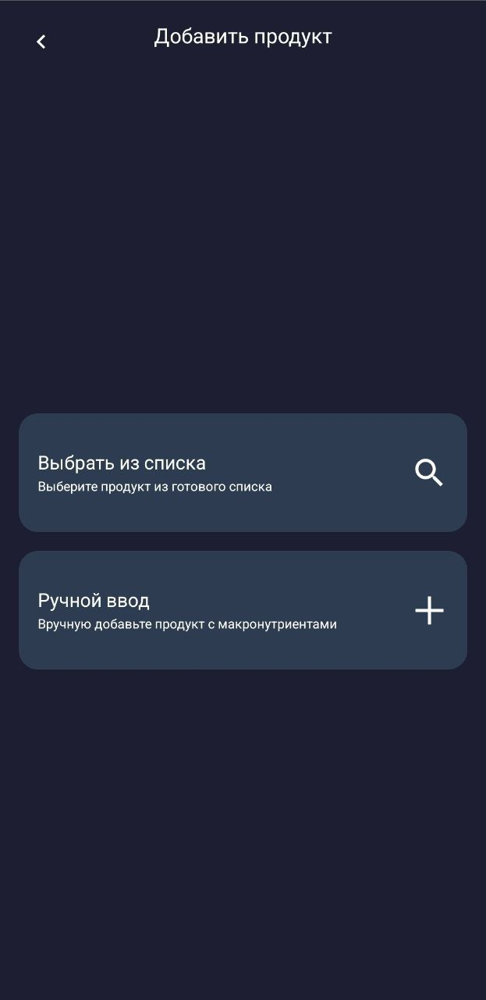 Добавить продукт
Выбрать из списка
Выберите продукт из готового списка
Ручной ввод
Вручную добавьте продукт с макронутриентами